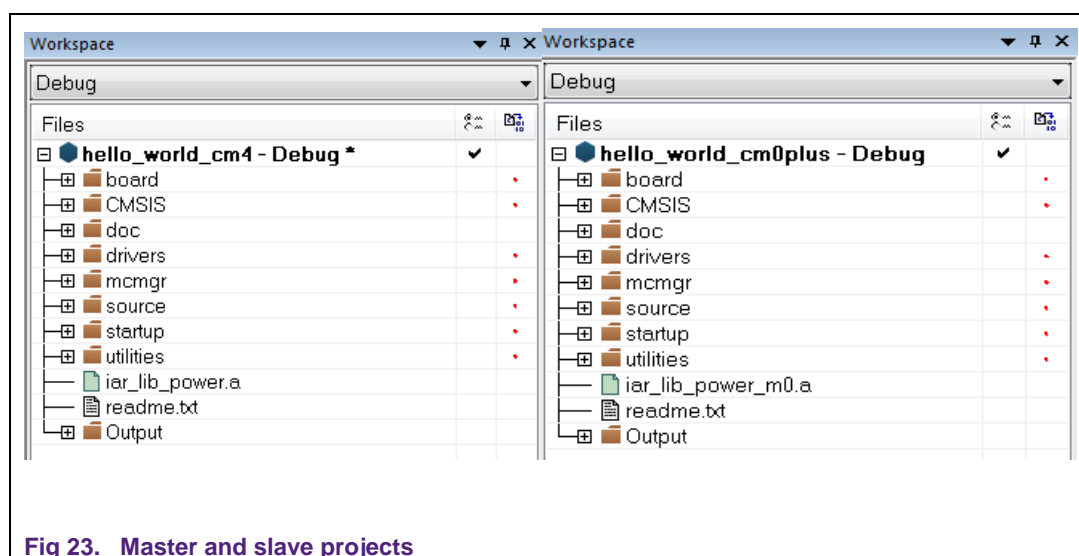 Workspace
Debug
Files
hello_world_cm4 - Debug *
board
CMSIS
doc
drivers
mcmgr
source
startup
utilities
iar_lib_power.a
readme.txt
Output
Workspace
Debug
Files
hello_world_cm0plus - Debug
board
CMSIS
doc
drivers
mcmgr
source
startup
utilities
iar_lib_power_m0.a
readme.txt
Output
Fig 23. Master and slave projects